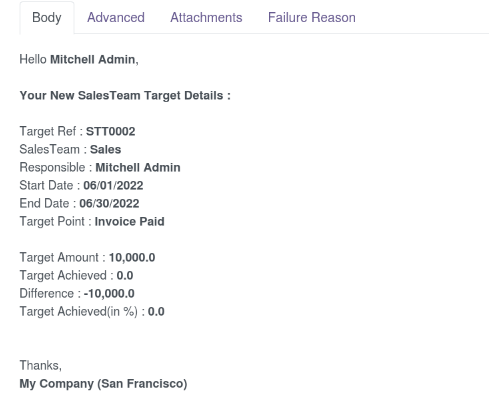 Body Advanced Attachments Failure Reason
Hello Mitchell Admin,
Your New SalesTeam Target Details :
Target Ref : STT0002
SalesTeam : Sales
Responsible : Mitchell Admin
Start Date : 06/01/2022
End Date : 06/30/2022
Target Point : Invoice Paid
Target Amount : 10,000.0
Target Achieved : 0.0
Difference : -10,000.0
Target Achieved(in %) : 0.0
Thanks,
My Company (San Francisco)